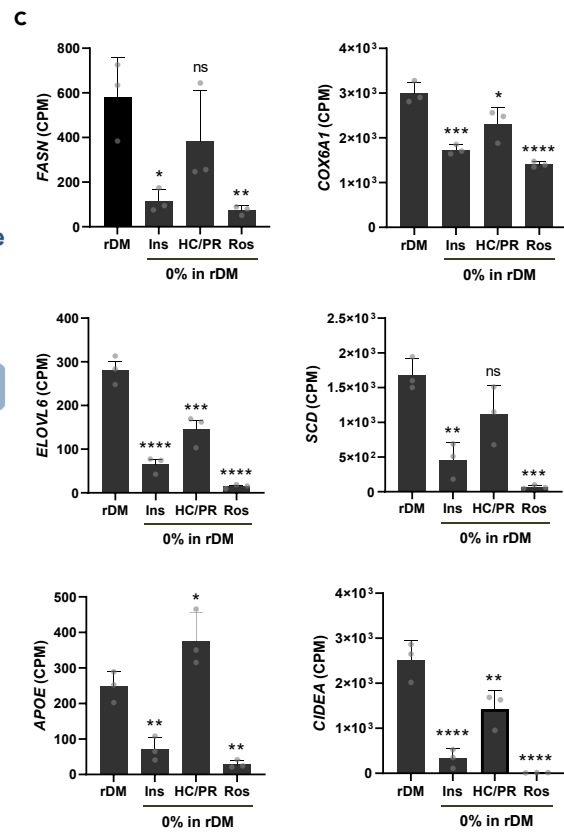 C
FASN (CPM)
800
600
400
200
0
*
ns
**
rDM Ins HC/PR Ros
0% in rDM
COX6A1 (CPM)
4×10³
3×10³
2×10³
1×10³
0
***
*
****
rDM Ins HC/PR Ros
0% in rDM
e
ELOVL6 (CPM)
400
300
200
100
0
****
***
****
rDM Ins HC/PR Ros
0% in rDM
SCD (CPM)
2.5×10³
2×10³
1.5×10³
1×10³
5×10²
0
**
ns
***
rDM Ins HC/PR Ros
0% in rDM
APOE (CPM)
500
400
300
200
100
0
**
*
**
rDM Ins HC/PR Ros
0% in rDM
CIDEA (CPM)
4×10³
3×10³
2×10³
1×10³
0
****
**
****
rDM Ins HC/PR Ros
0% in rDM